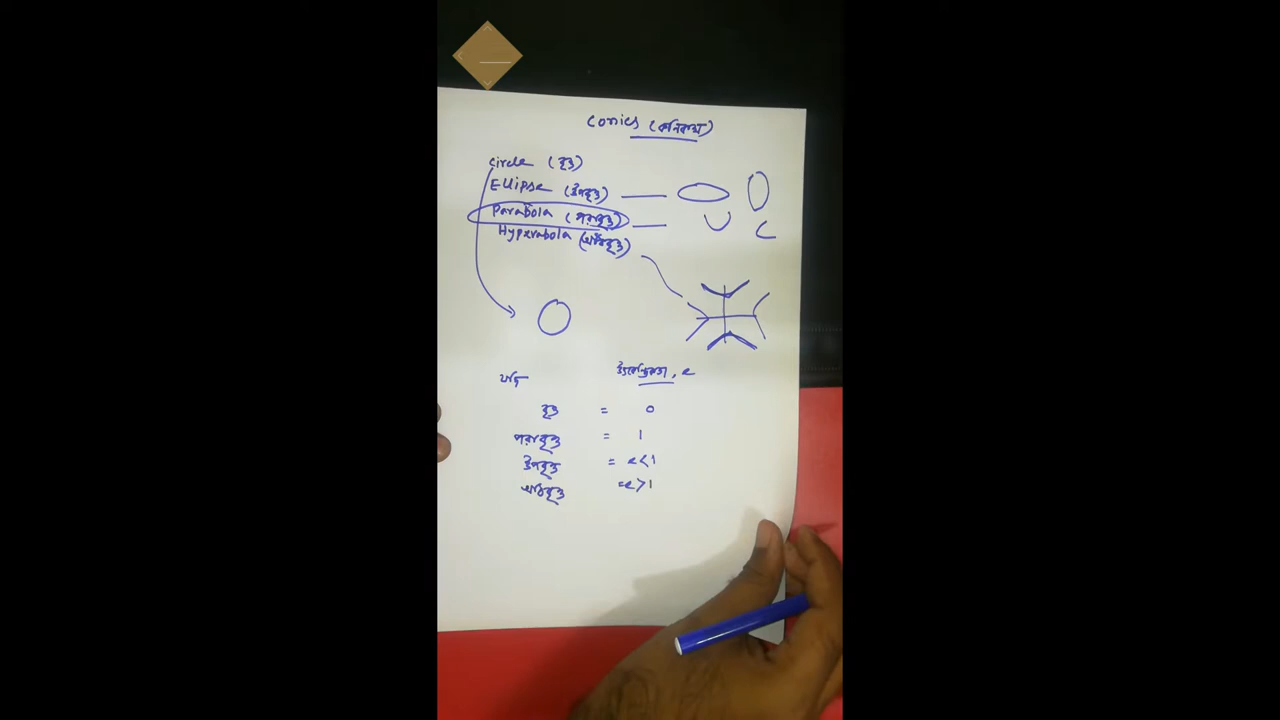 Conics (কনিকস)
Circle (বৃত্ত)
Ellipse (উপবৃত্ত)
Parabola (পরাবৃত্ত)
Hyperbola (অধিবৃত্ত)
যদি উৎকেন্দ্রিকতা, e
বৃত্ত = 0
পরাবৃত্ত = 1
উপবৃত্ত = e<1
অধিবৃত্ত =e>1